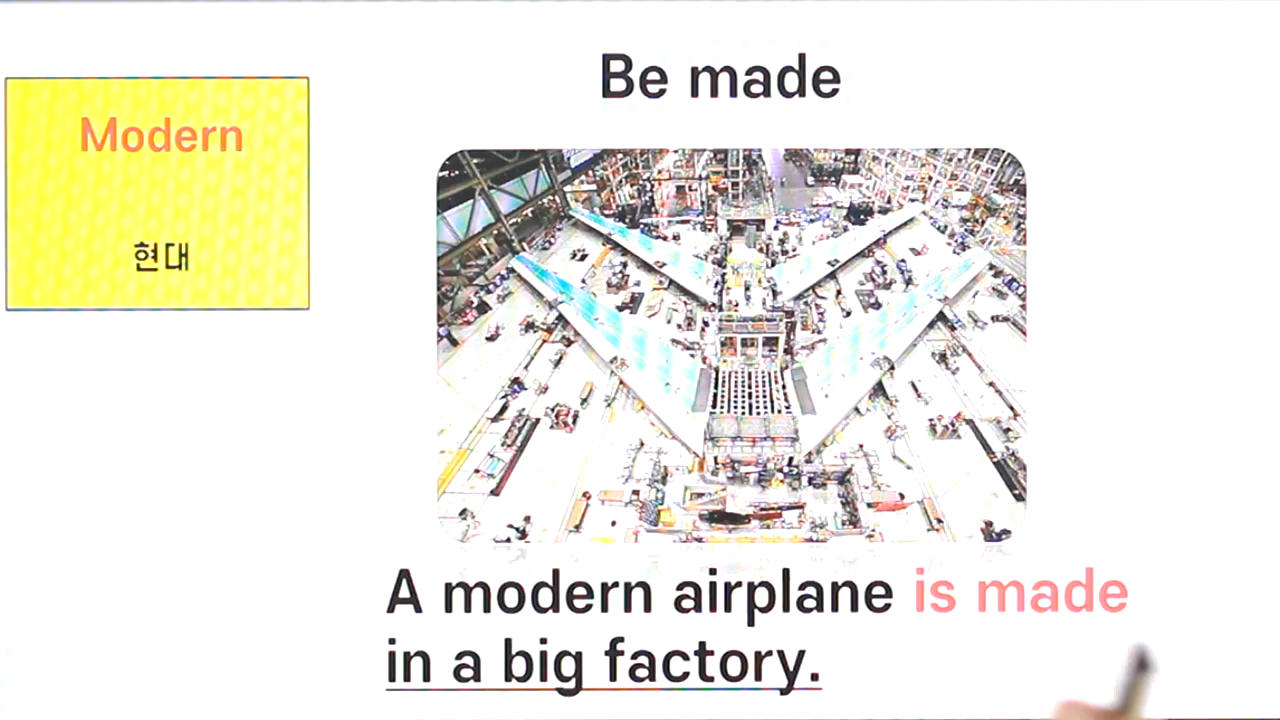 Be made
Modern
현대
A modern airplane is made
in a big factory.